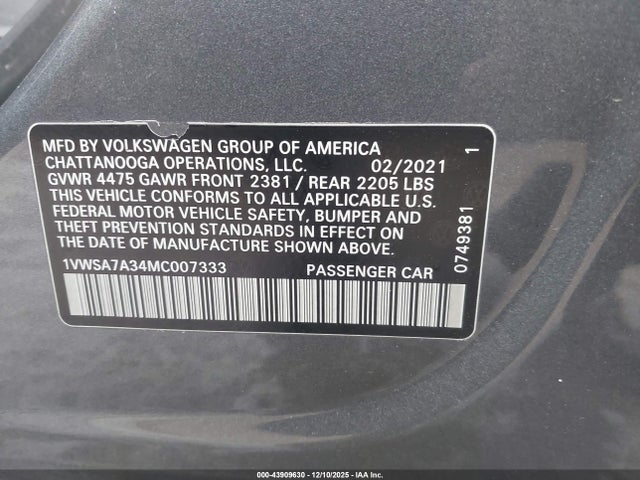 MFD BY VOLKSWAGEN GROUP OF AMERICA
CHATTANOOGA OPERATIONS, LLC. 02/2021 1
GVWR 4475 GAWR FRONT 2381 / REAR 2205 LBS
THIS VEHICLE CONFORMS TO ALL APPLICABLE U.S.
FEDERAL MOTOR VEHICLE SAFETY, BUMPER AND
THEFT PREVENTION STANDARDS IN EFFECT ON
THE DATE OF MANUFACTURE SHOWN ABOVE.
1VWSA7A34MC007333 PASSENGER CAR
0749381
000-43909630 - 12/10/2025 - IAA Inc.